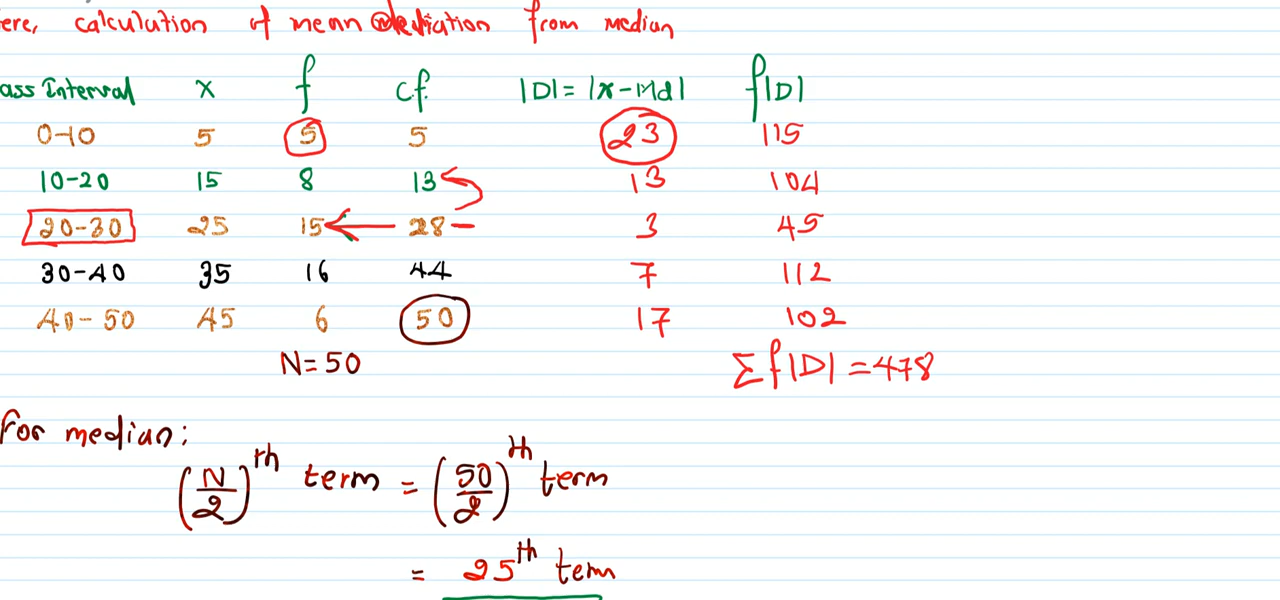 ere, calculation of mean deviation from median
ass Interval x f c.f. |D| = |x-Md| f|D|
0-10 5 5 5 23 115
10-20 15 8 13 13 104
20-30 25 15 28 3 45
30-40 35 16 44 7 112
40-50 45 6 50 17 102
N=50
∑f|D| = 478
For median:
(N/2)th term = (50/2)th term
= 25th term